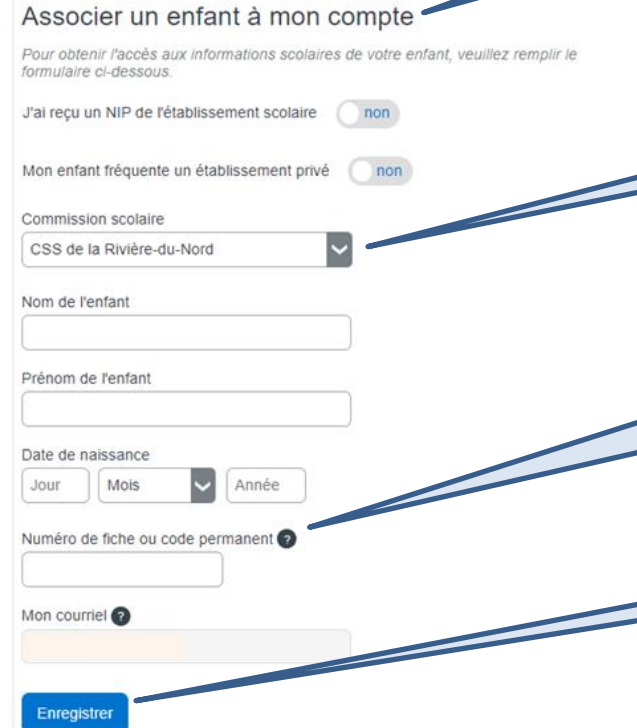 Associer un enfant à mon compte
Pour obtenir l'accès aux informations scolaires de votre enfant, veuillez remplir le
formulaire ci-dessous.
J'ai reçu un NIP de l'établissement scolaire non
Mon enfant fréquente un établissement privé non
Commission scolaire
CSS de la Rivière-du-Nord
Nom de l'enfant
Prénom de l'enfant
Date de naissance
Jour Mois Année
Numéro de fiche ou code permanent ?
Mon courriel ?
Enregistrer